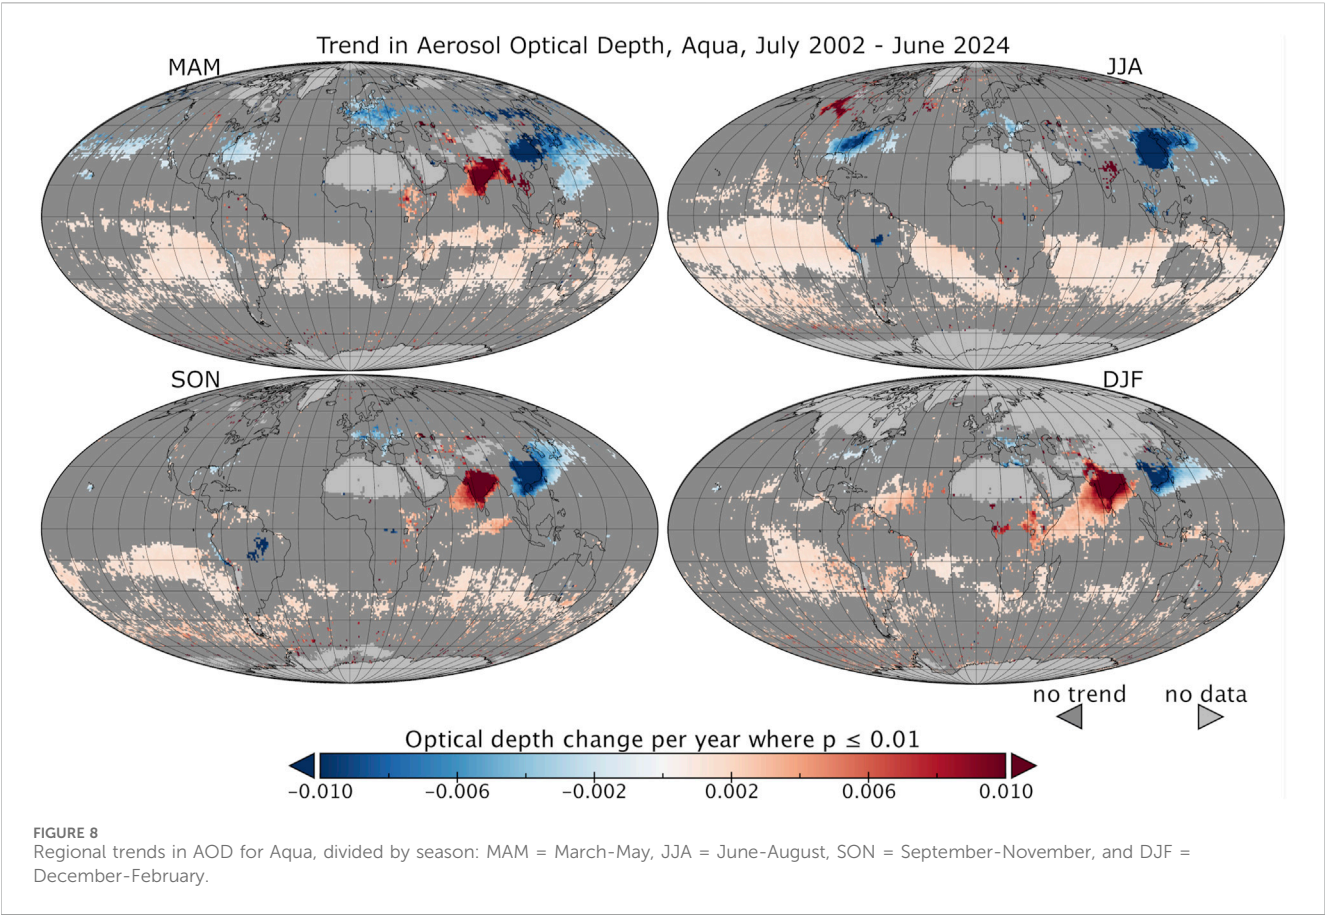 Trend in Aerosol Optical Depth, Aqua, July 2002 - June 2024
MAM
JJA
SON
DJF
no trend
no data
Optical depth change per year where p ≤ 0.01
−0.010
−0.006
−0.002
0.002
0.006
0.010
FIGURE 8
Regional trends in AOD for Aqua, divided by season: MAM = March-May, JJA = June-August, SON = September-November, and DJF =
December-February.